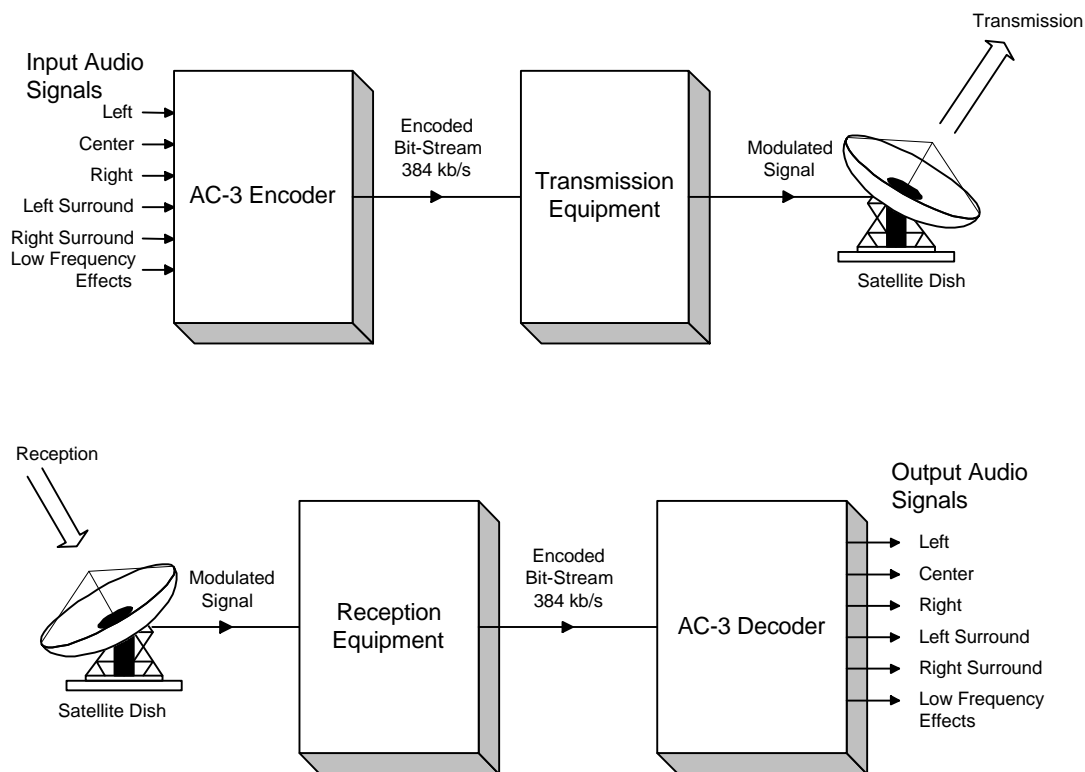 Transmission
Input Audio
Signals
Left
Center
Right
Left Surround
Right Surround
Low Frequency
Effects
AC-3 Encoder
Encoded
Bit-Stream
384 kb/s
Transmission
Equipment
Modulated
Signal
Satellite Dish
Reception
Satellite Dish
Modulated
Signal
Reception
Equipment
Encoded
Bit-Stream
384 kb/s
AC-3 Decoder
Output Audio
Signals
Left
Center
Right
Left Surround
Right Surround
Low Frequency
Effects